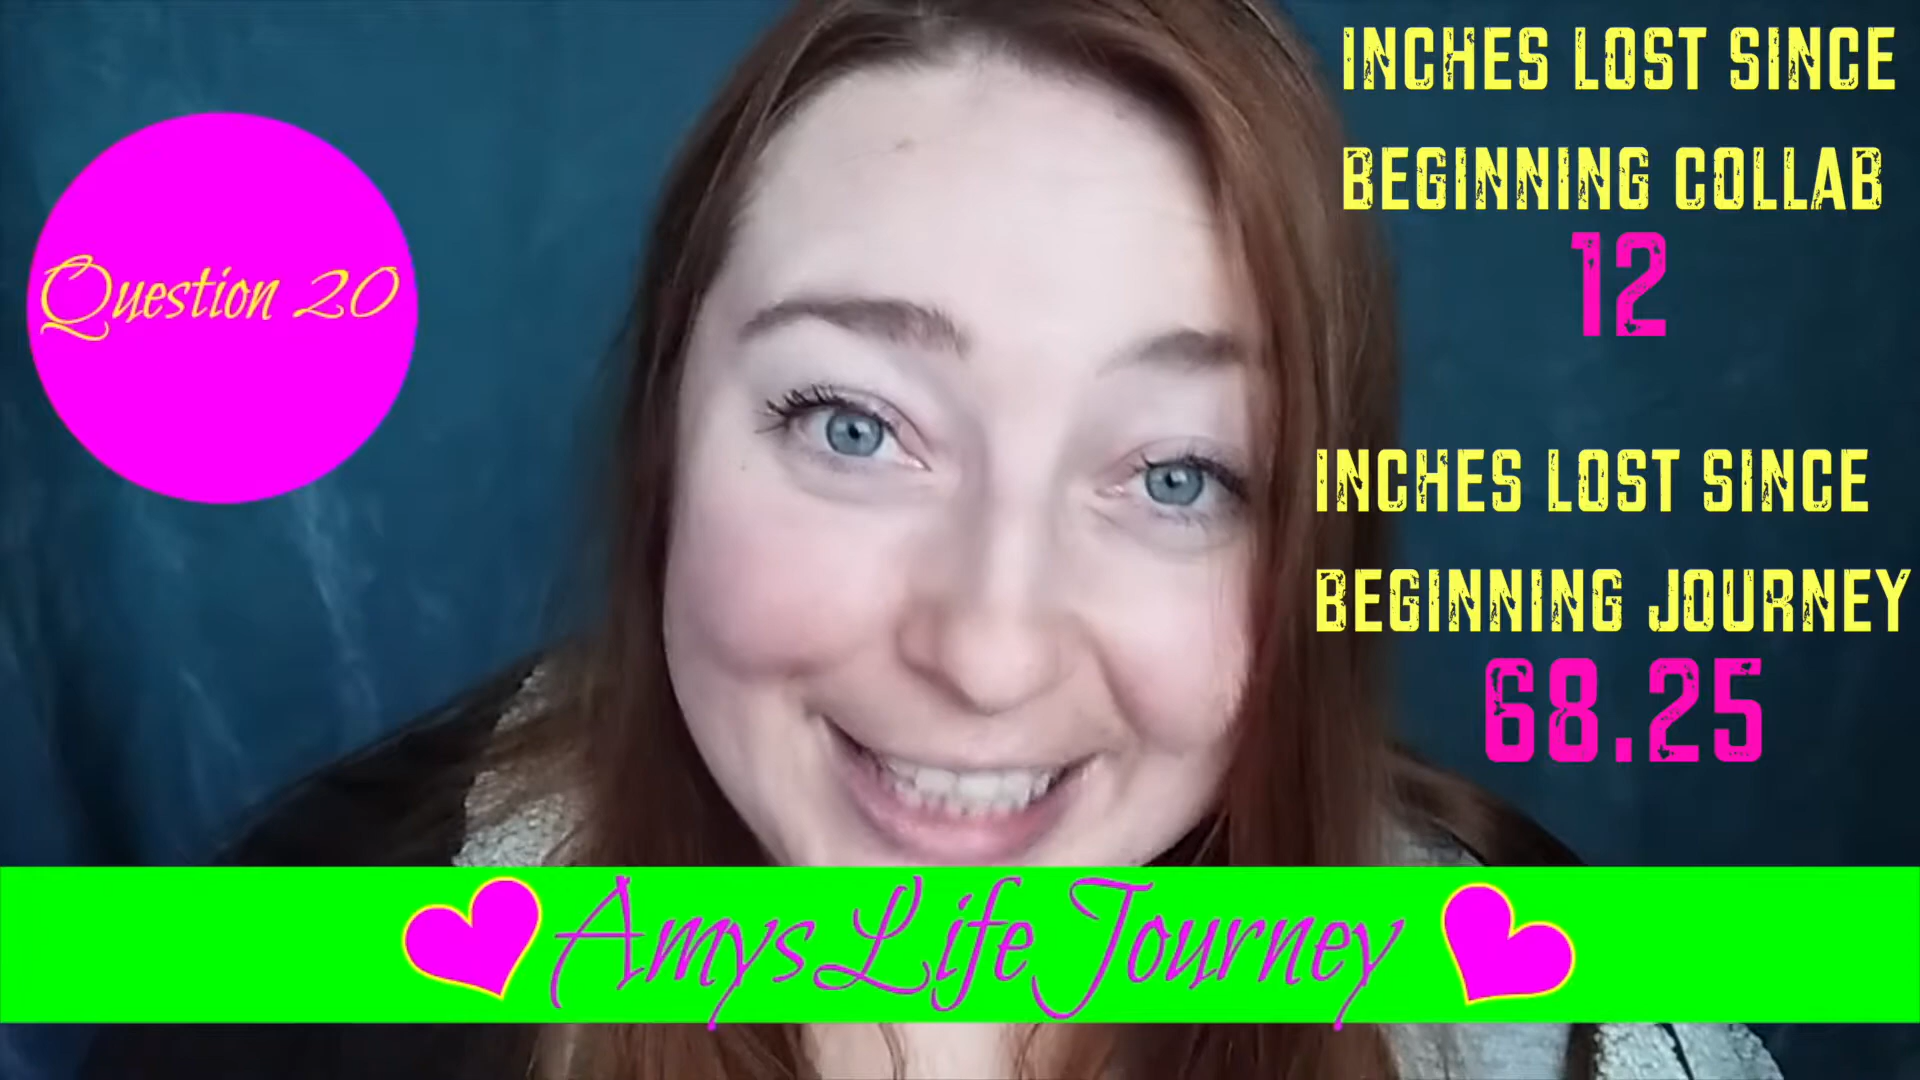 INCHES LOST SINCE
BEGINNING COLLAB
12
Question 20
INCHES LOST SINCE
BEGINNING JOURNEY
68.25
AmysLifeJourney